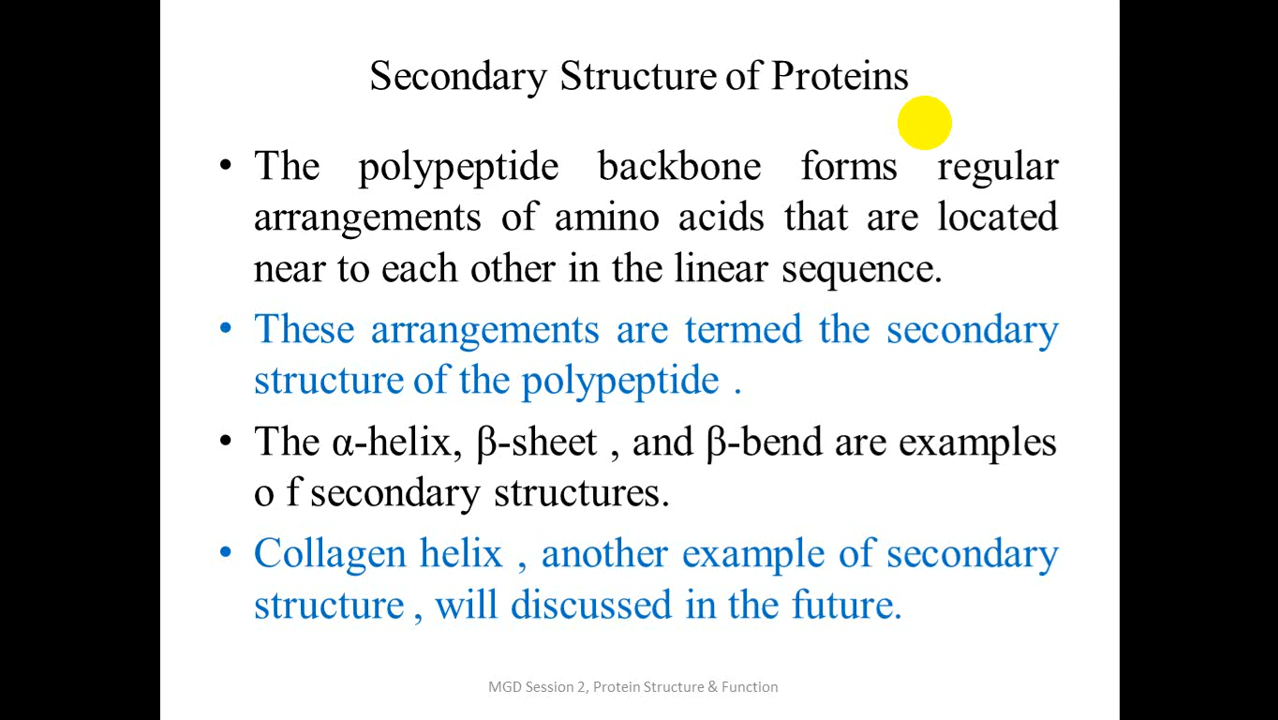 Secondary Structure of Proteins
• The polypeptide backbone forms regular
arrangements of amino acids that are located
near to each other in the linear sequence.
• These arrangements are termed the secondary
structure of the polypeptide .
• The α-helix, β-sheet , and β-bend are examples
o f secondary structures.
• Collagen helix , another example of secondary
structure , will discussed in the future.
MGD Session 2, Protein Structure & Function